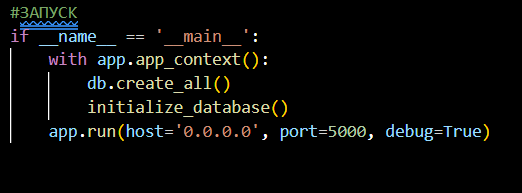 #ЗАПУСК
if __name__ == '__main__':
    with app.app_context():
        db.create_all()
        initialize_database()
    app.run(host='0.0.0.0', port=5000, debug=True)